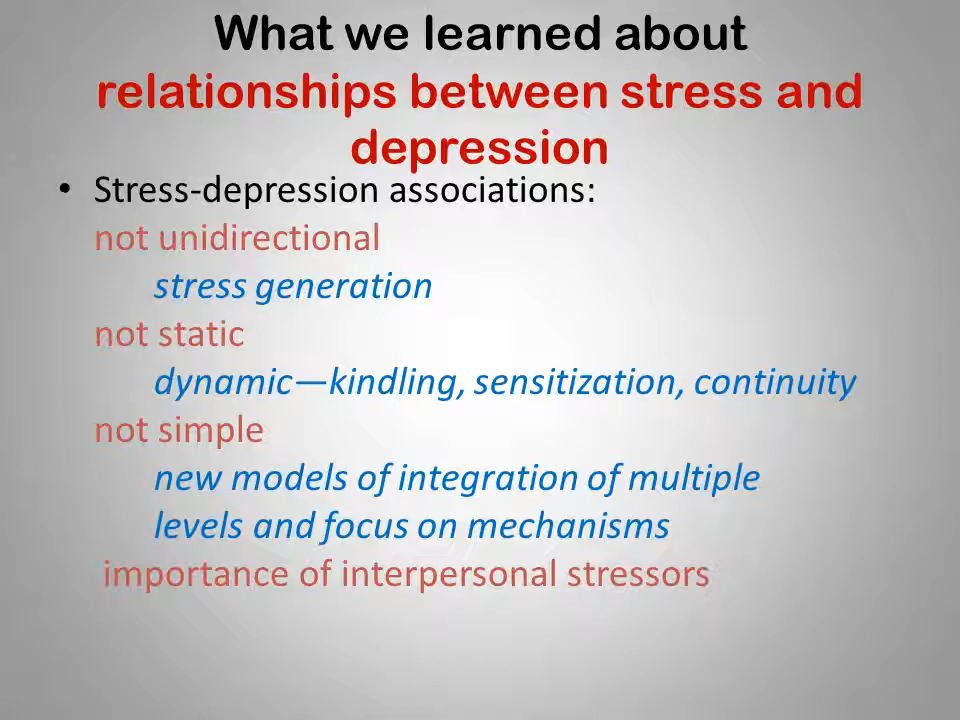 What we learned about
relationships between stress and
depression
• Stress-depression associations:
not unidirectional
stress generation
not static
dynamic—kindling, sensitization, continuity
not simple
new models of integration of multiple
levels and focus on mechanisms
importance of interpersonal stressors